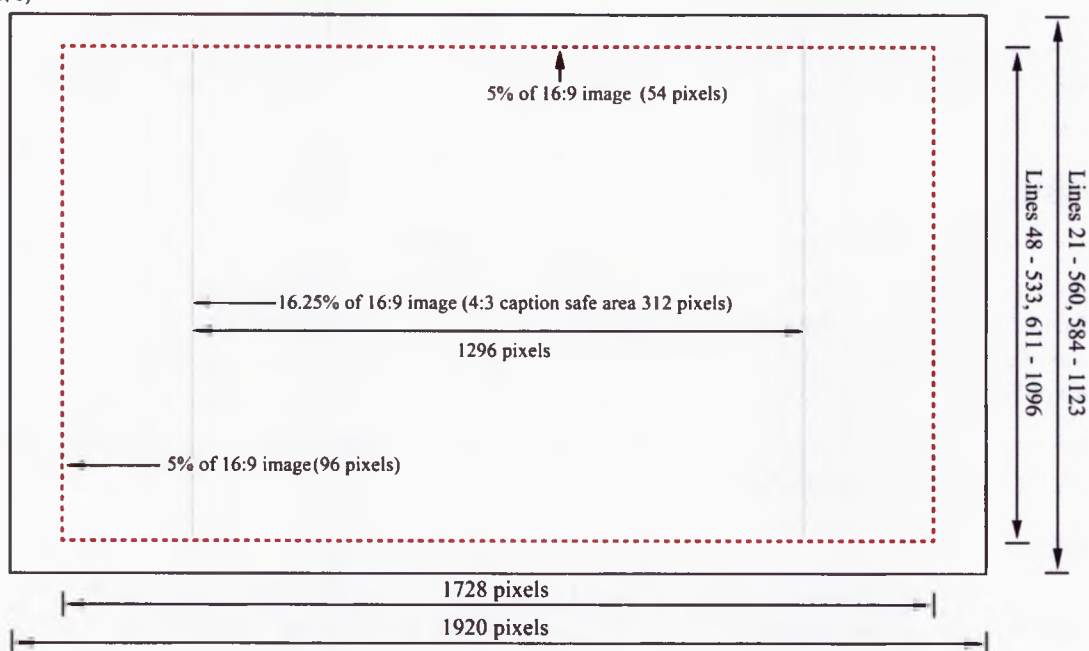 5% of 16:9 image (54 pixels)
Lines 48 - 533, 611 - 1096
Lines 21 - 560, 584 - 1123
16.25% of 16:9 image (4:3 caption safe area 312 pixels)
1296 pixels
5% of 16:9 image (96 pixels)
1728 pixels
1920 pixels